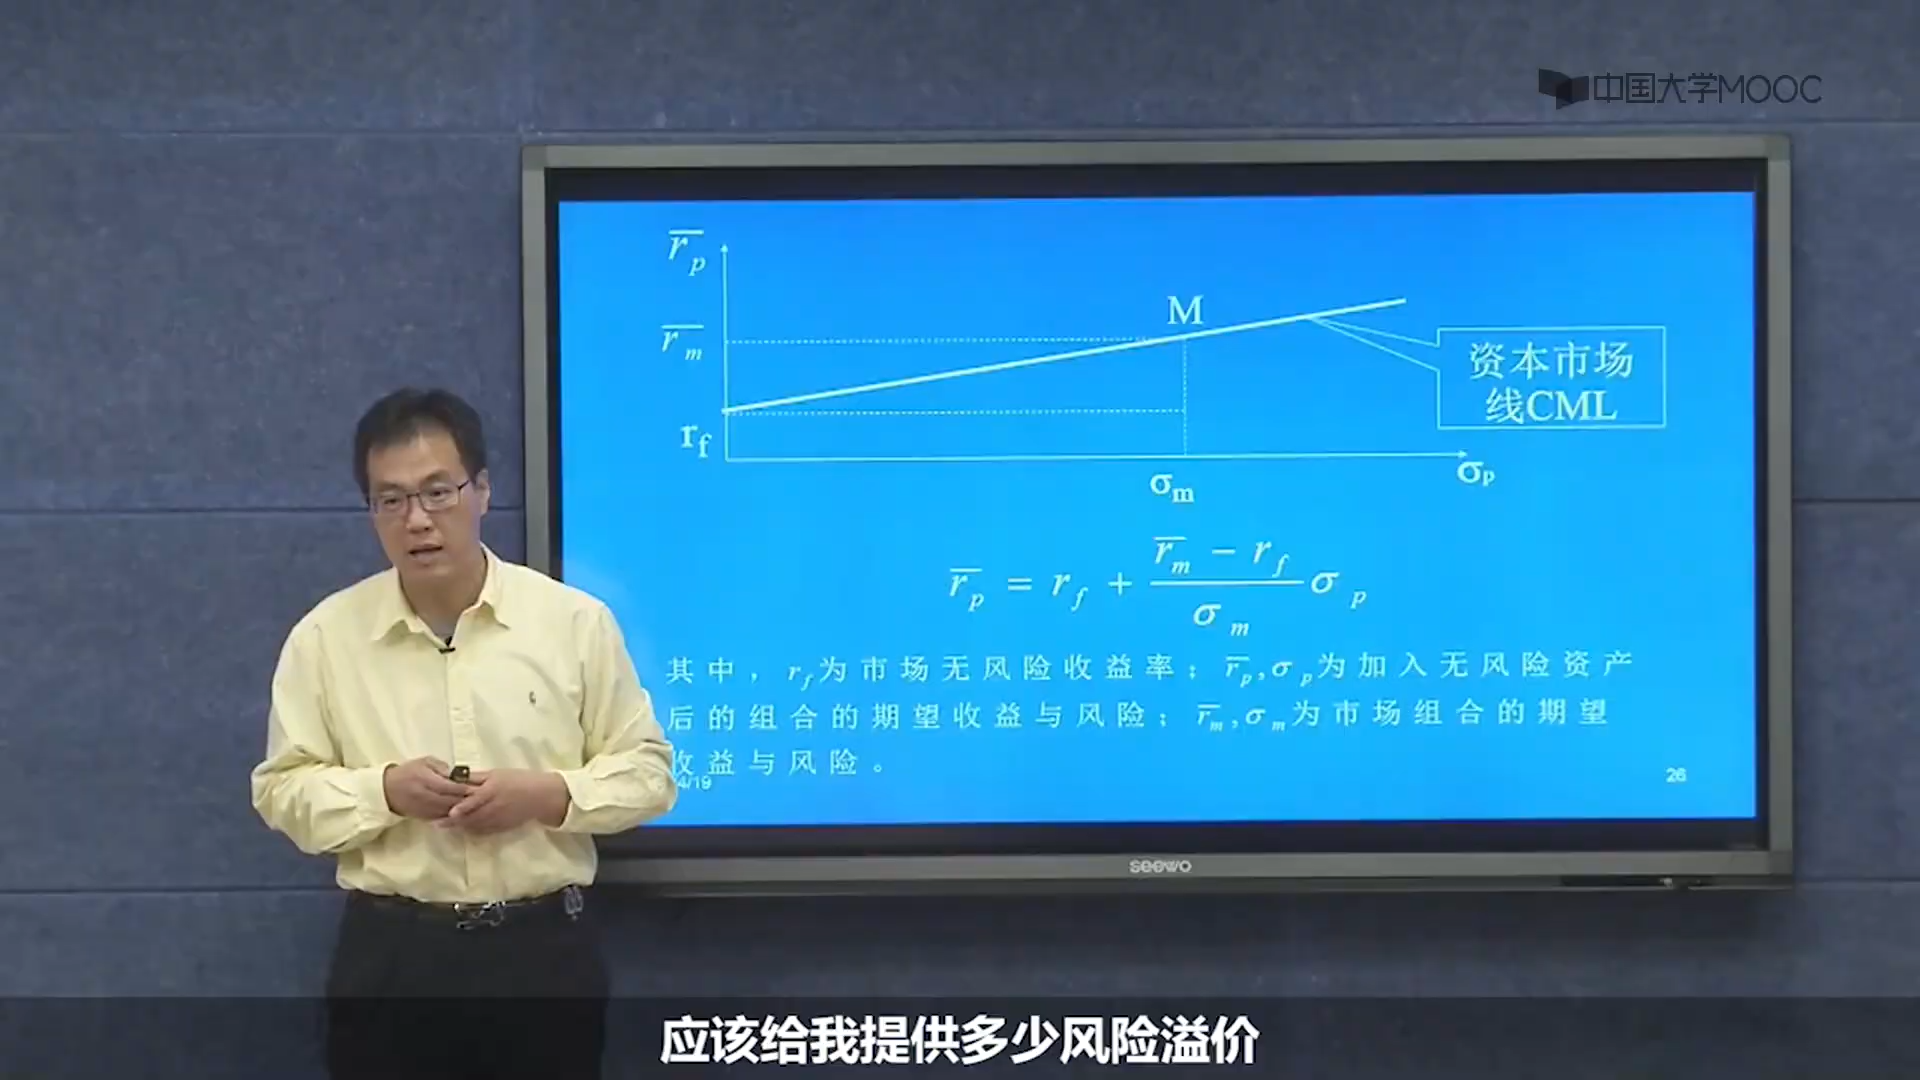 中国大学MOOC
r̅p
r̅m
M
资本市场
线CML
rf
σm
σp
r̅p = rf + (r̅m − rf)/σm σp
其中，rf为市场无风险收益率；r̅p,σp为加入无风险资产
后的组合的期望收益与风险；r̅m,σm为市场组合的期望
收益与风险。
4/19
26
seewo
应该给我提供多少风险溢价